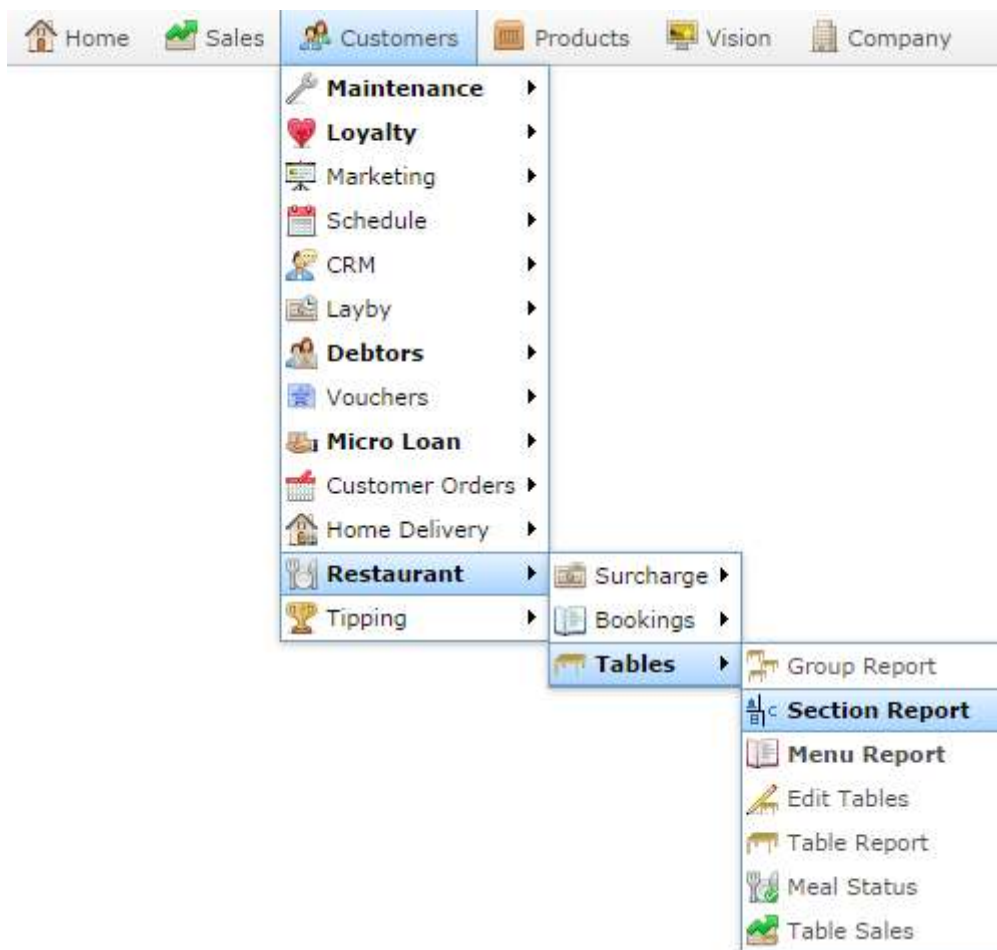 Home Sales Customers Products Vision Company
Maintenance
Loyalty
Marketing
Schedule
CRM
Layby
Debtors
Vouchers
Micro Loan
Customer Orders
Home Delivery
Restaurant Surcharge
Tipping Bookings
Tables Group Report
Section Report
Menu Report
Edit Tables
Table Report
Meal Status
Table Sales